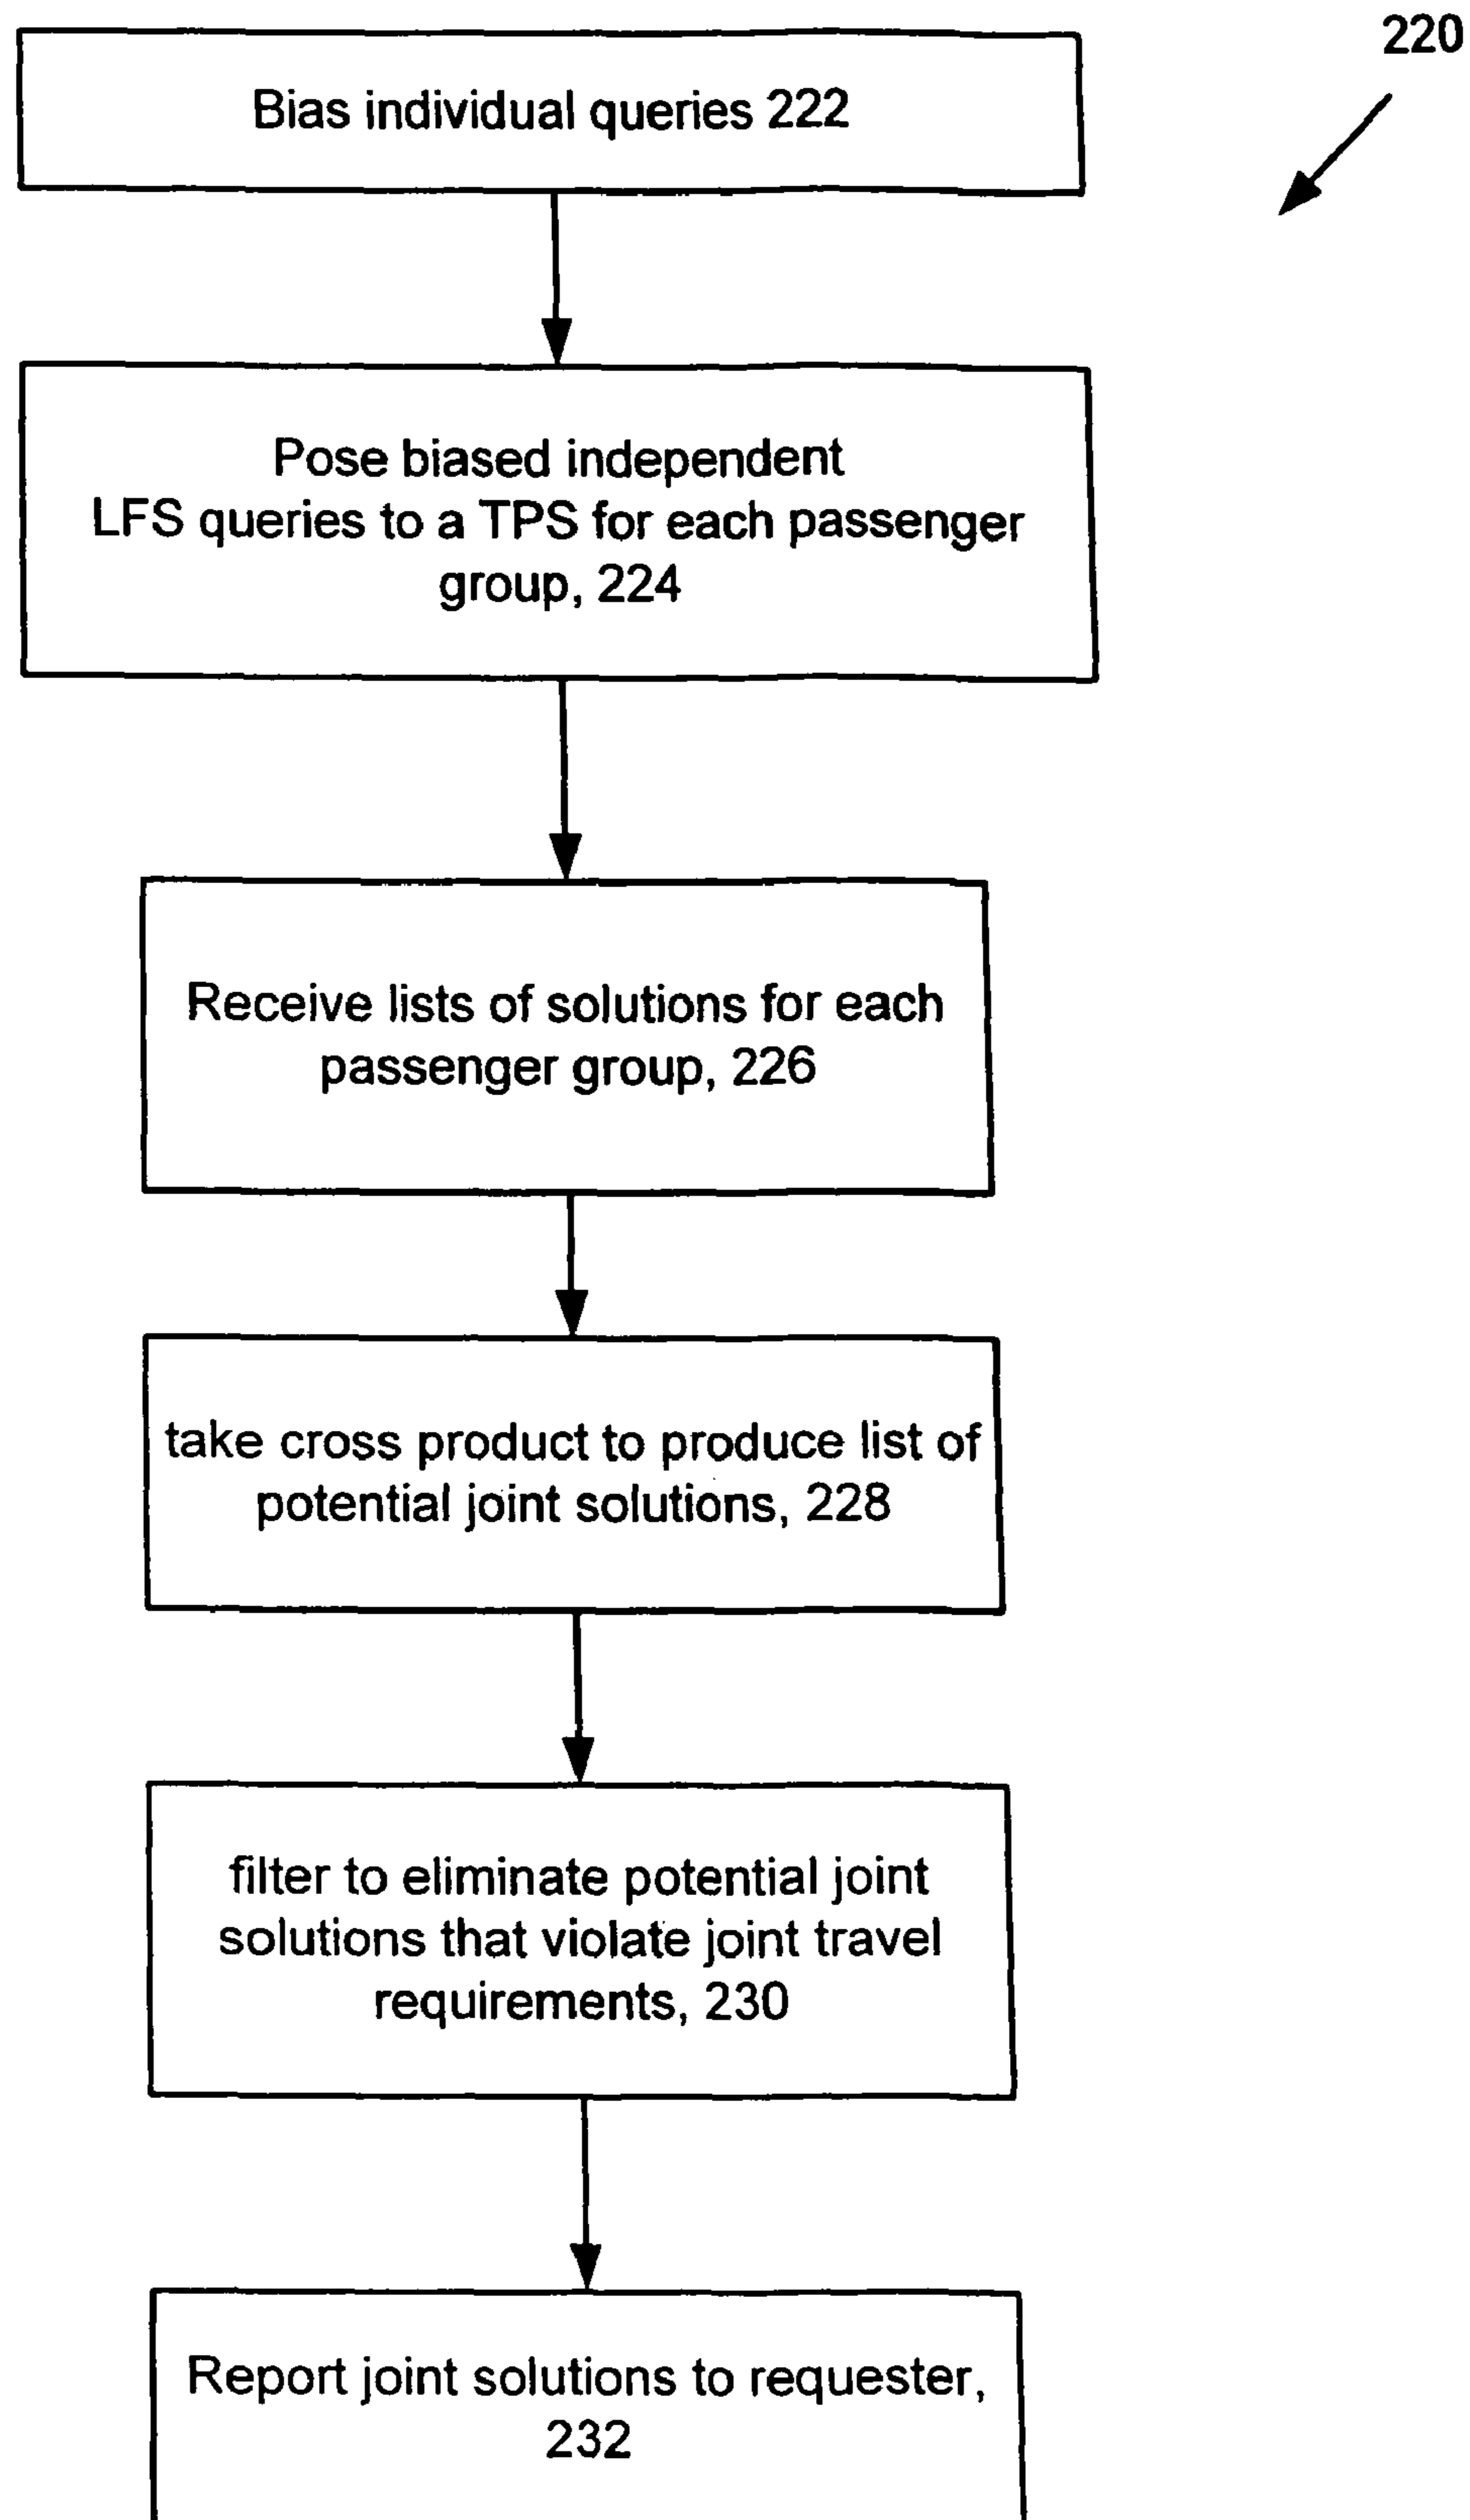 220
Bias individual queries 222
Pose biased independent
LFS queries to a TPS for each passenger
group, 224
Receive lists of solutions for each
passenger group, 226
take cross product to produce list of
potential joint solutions, 228
filter to eliminate potential joint
solutions that violate joint travel
requirements, 230
Report joint solutions to requester,
232